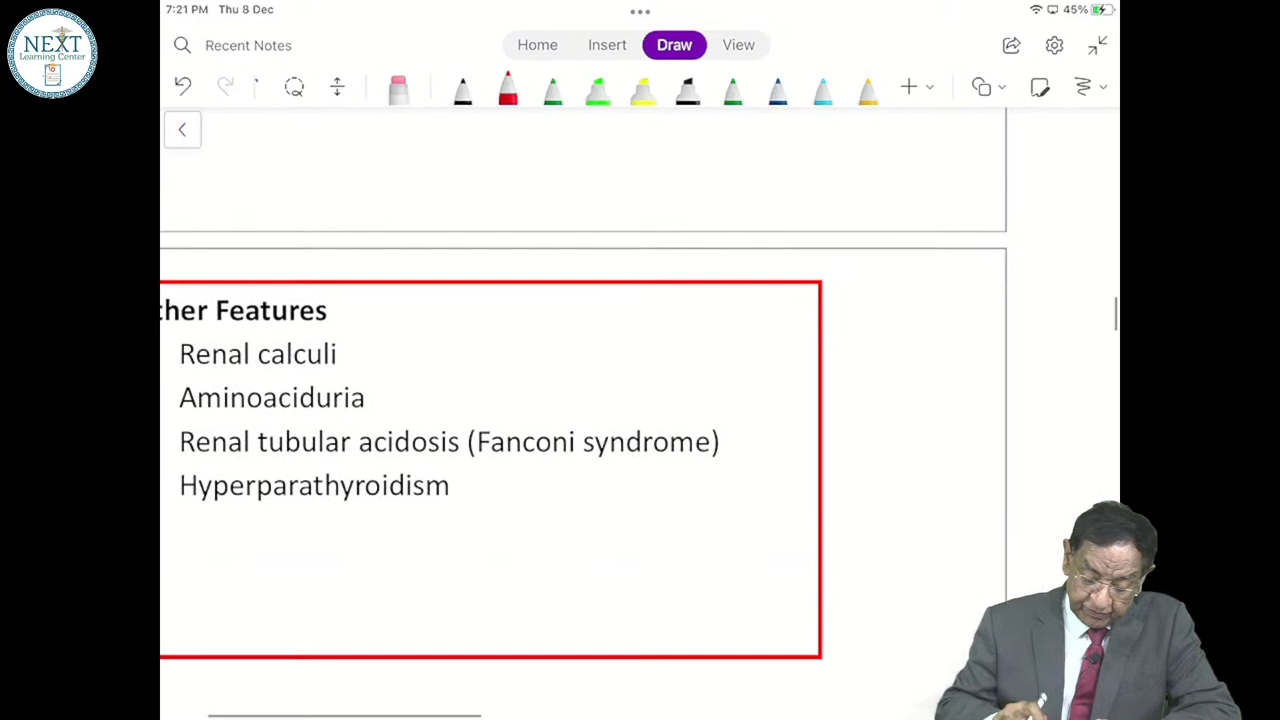 7:21 PM Thu 8 Dec
45%
NEXT
Learning Center
Recent Notes
Home Insert Draw View
ther Features
Renal calculi
Aminoaciduria
Renal tubular acidosis (Fanconi syndrome)
Hyperparathyroidism